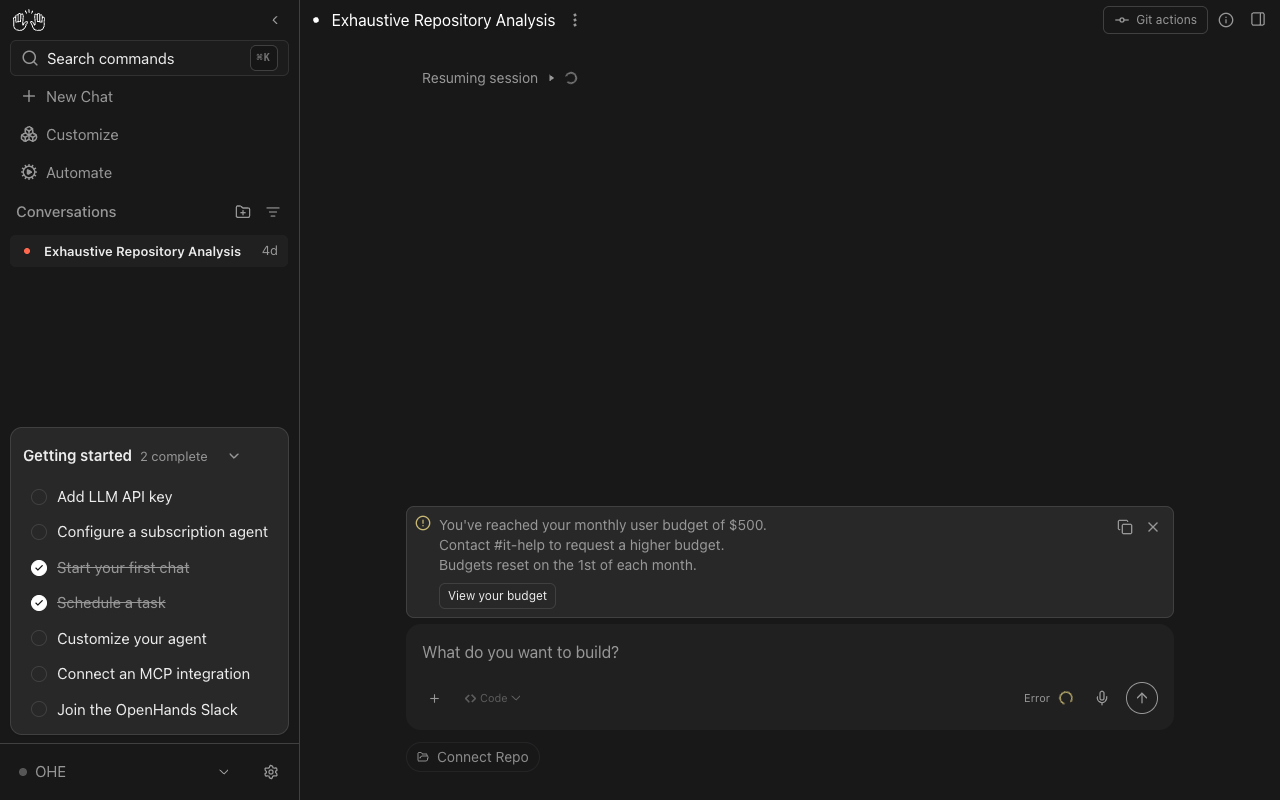 Search commands
⌘K
New Chat
Customize
Automate
Conversations
Exhaustive Repository Analysis 4d
Getting started 2 complete
Add LLM API key
Configure a subscription agent
Start your first chat
Schedule a task
Customize your agent
Connect an MCP integration
Join the OpenHands Slack
OHE
Exhaustive Repository Analysis
Git actions
Resuming session
You've reached your monthly user budget of $500.
Contact #it-help to request a higher budget.
Budgets reset on the 1st of each month.
View your budget
What do you want to build?
Code
Error
Connect Repo